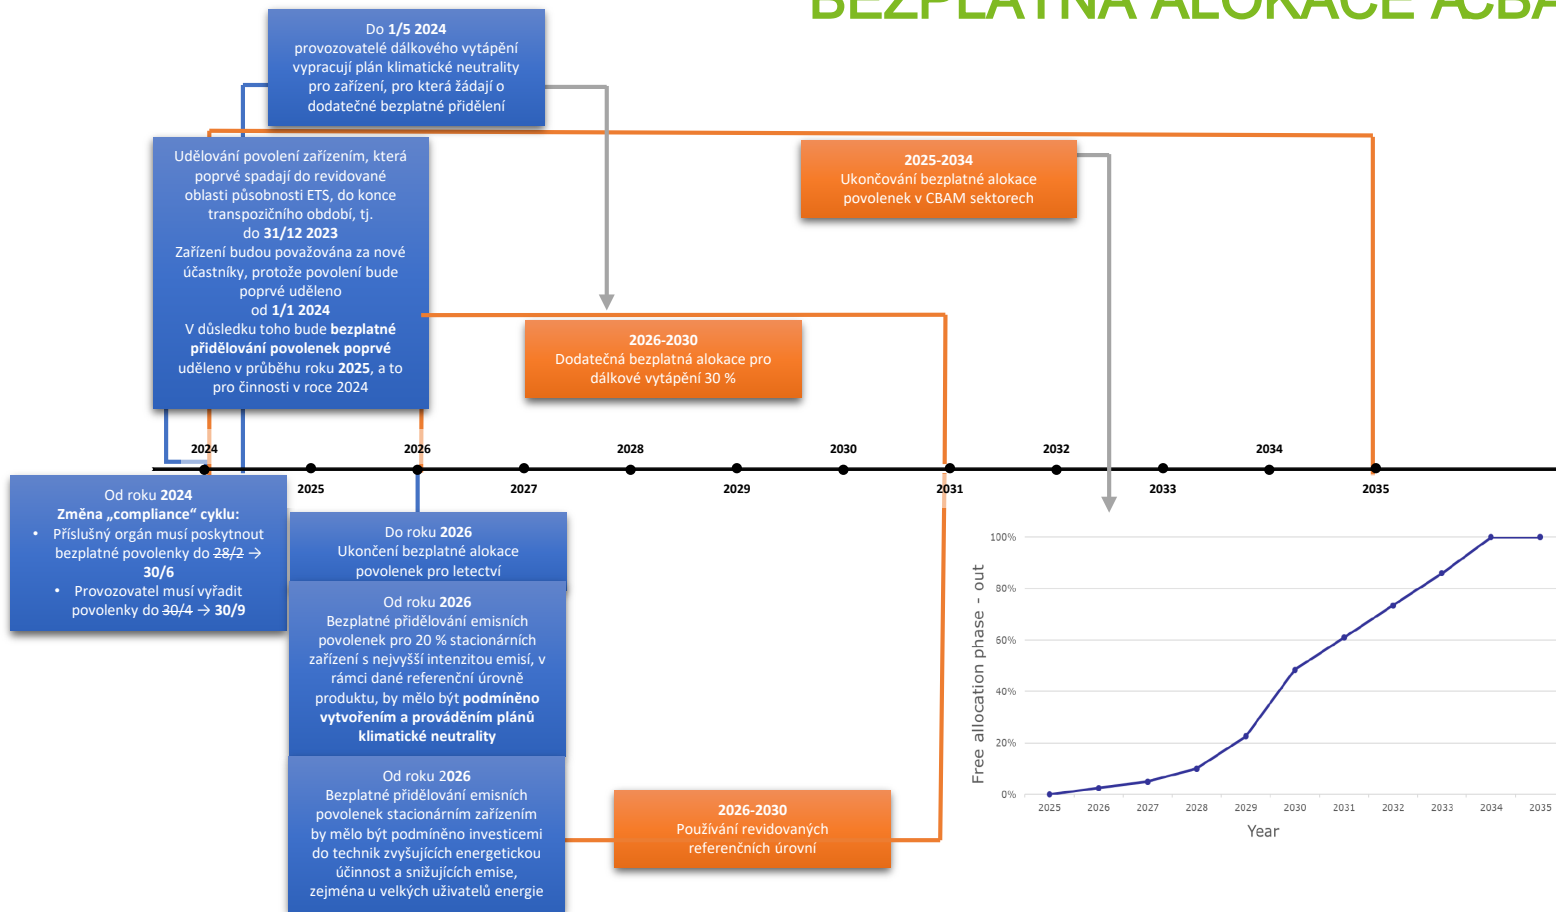 BEZPLATNÁ ALOKACE A CBA
Do 1/5 2024
provozovatelé dálkového vytápění
vypracují plán klimatické neutrality
pro zařízení, pro která žádají o
dodatečné bezplatné přidělení
Udělování povolení zařízením, která
poprvé spadají do revidované
oblasti působnosti ETS, do konce
transpozičního období, tj.
do 31/12 2023
Zařízení budou považována za nové
účastníky, protože povolení bude
poprvé uděleno
od 1/1 2024
V důsledku toho bude bezplatné
přidělování povolenek poprvé
uděleno v průběhu roku 2025, a to
pro činnosti v roce 2024
2025-2034
Ukončování bezplatné alokace
povolenek v CBAM sektorech
2026-2030
Dodatečná bezplatná alokace pro
dálkové vytápění 30 %
2024
2026
2028
2030
2032
2034
2025
2027
2029
2031
2033
2035
Od roku 2024
Změna „compliance“ cyklu:
• Příslušný orgán musí poskytnout
bezplatné povolenky do 28/2 →
30/6
• Provozovatel musí vyřadit
povolenky do 30/4 → 30/9
Do roku 2026
Ukončení bezplatné alokace
povolenek pro letectví
Od roku 2026
Bezplatné přidělování emisních
povolenek pro 20 % stacionárních
zařízení s nejvyšší intenzitou emisí, v
rámci dané referenční úrovně
produktu, by mělo být podmíněno
vytvořením a prováděním plánů
klimatické neutrality
Od roku 2026
Bezplatné přidělování emisních
povolenek stacionárním zařízením
by mělo být podmíněno investicemi
do technik zvyšujících energetickou
účinnost a snižujících emise,
zejména u velkých uživatelů energie
2026-2030
Používání revidovaných
referenčních úrovní
Free allocation phase - out
100%
80%
60%
40%
20%
0%
2025
2026
2027
2028
2029
2030
2031
2032
2033
2034
2035
Year